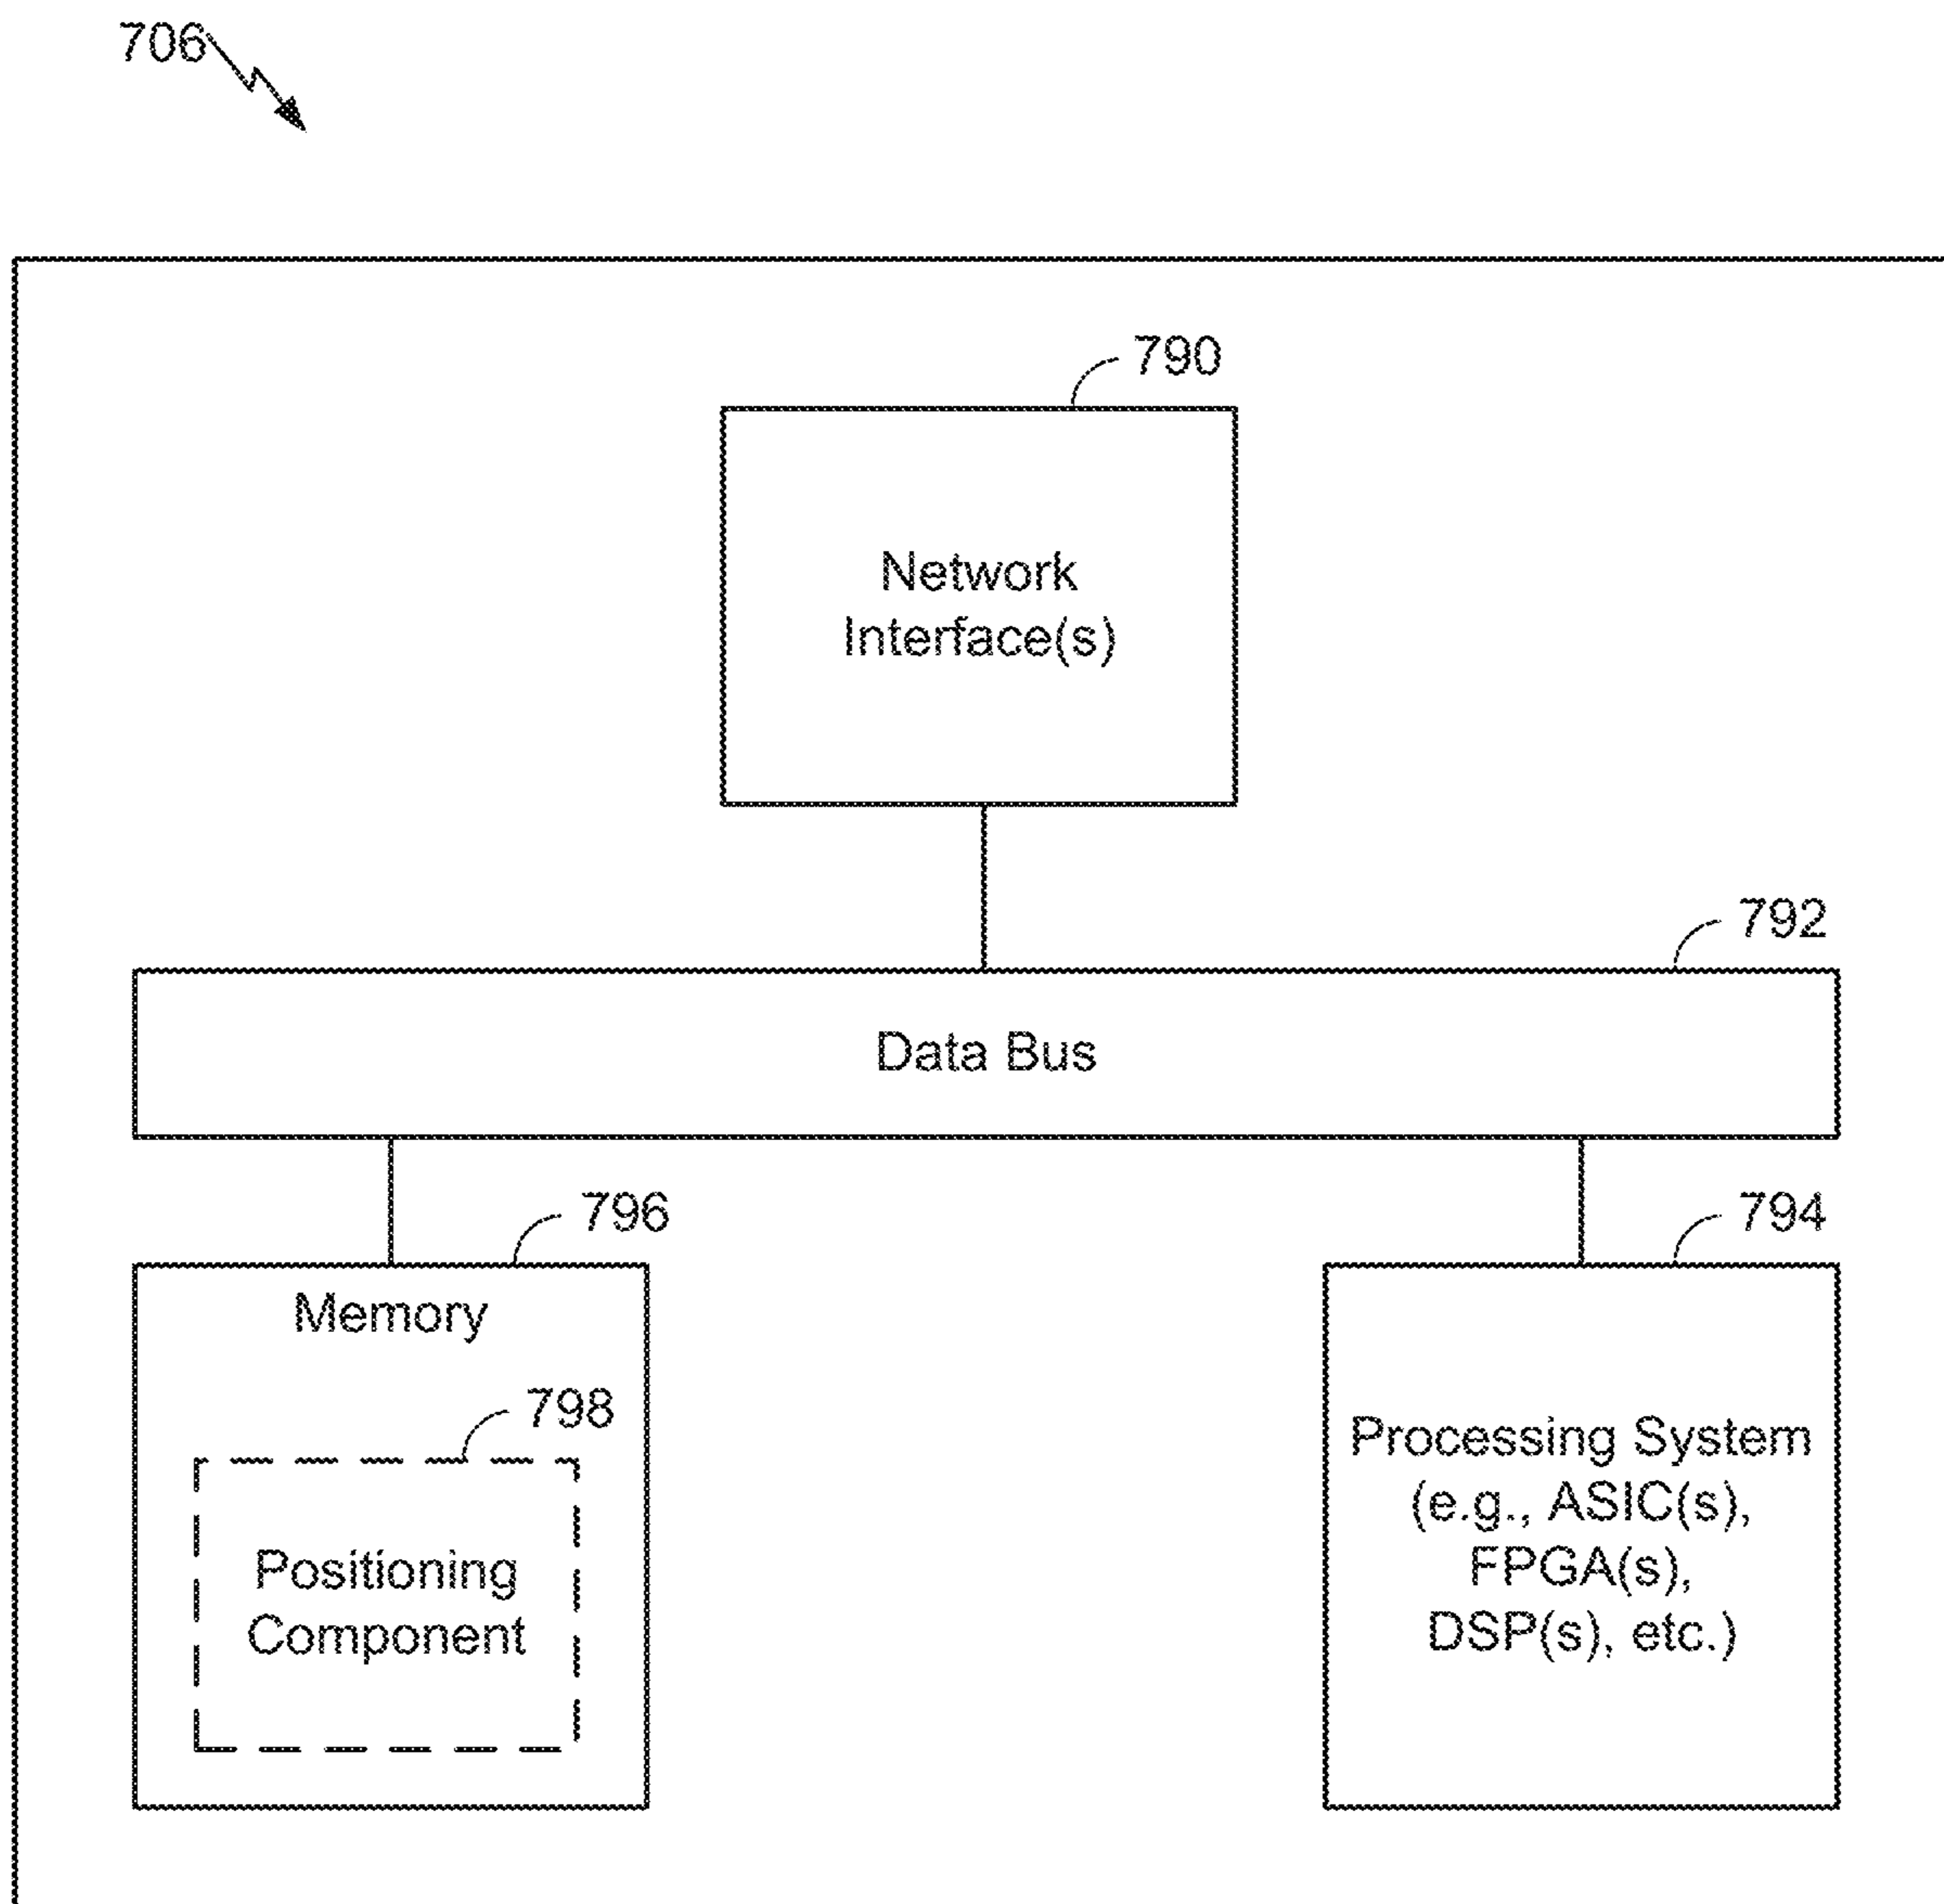 706
790
Network
Interface(s)
792
Data Bus
796
794
Memory
798
Positioning
Component
Processing System
(e.g., ASIC(s),
FPGA(s),
DSP(s), etc.)